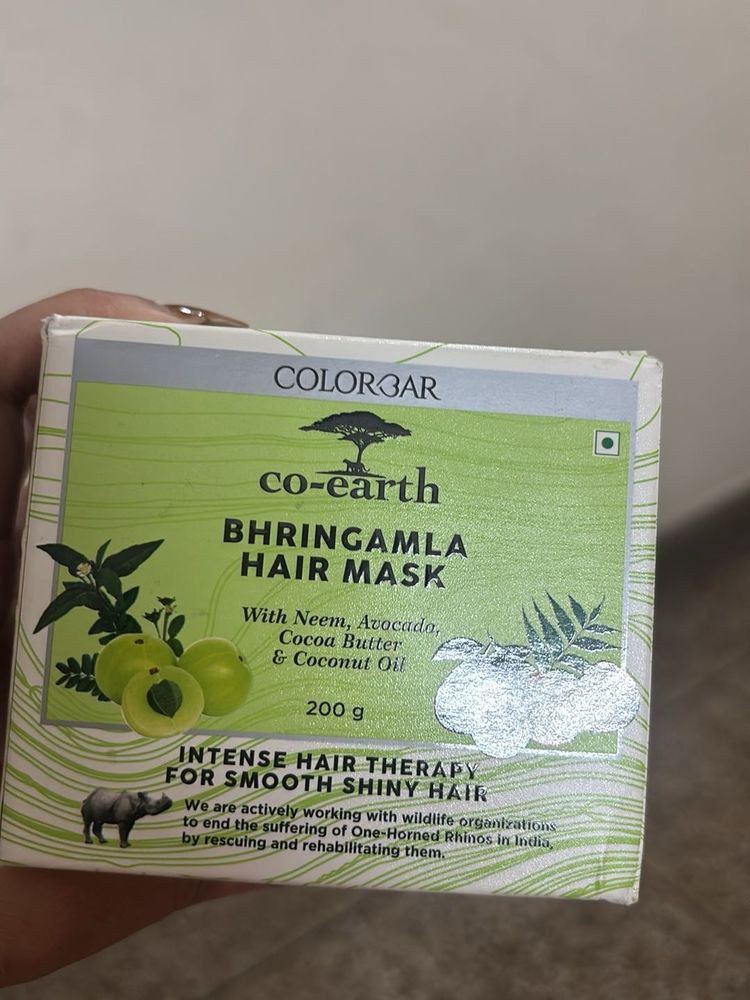 COLORBAR
co-earth
BHRINGAMLA
HAIR MASK
With Neem, Avocado,
Cocoa Butter
& Coconut Oil
200 g
INTENSE HAIR THERAPY
FOR SMOOTH SHINY HAIR
We are actively working with wildlife organizations
to end the suffering of One-Horned Rhinos in India,
by rescuing and rehabilitating them.